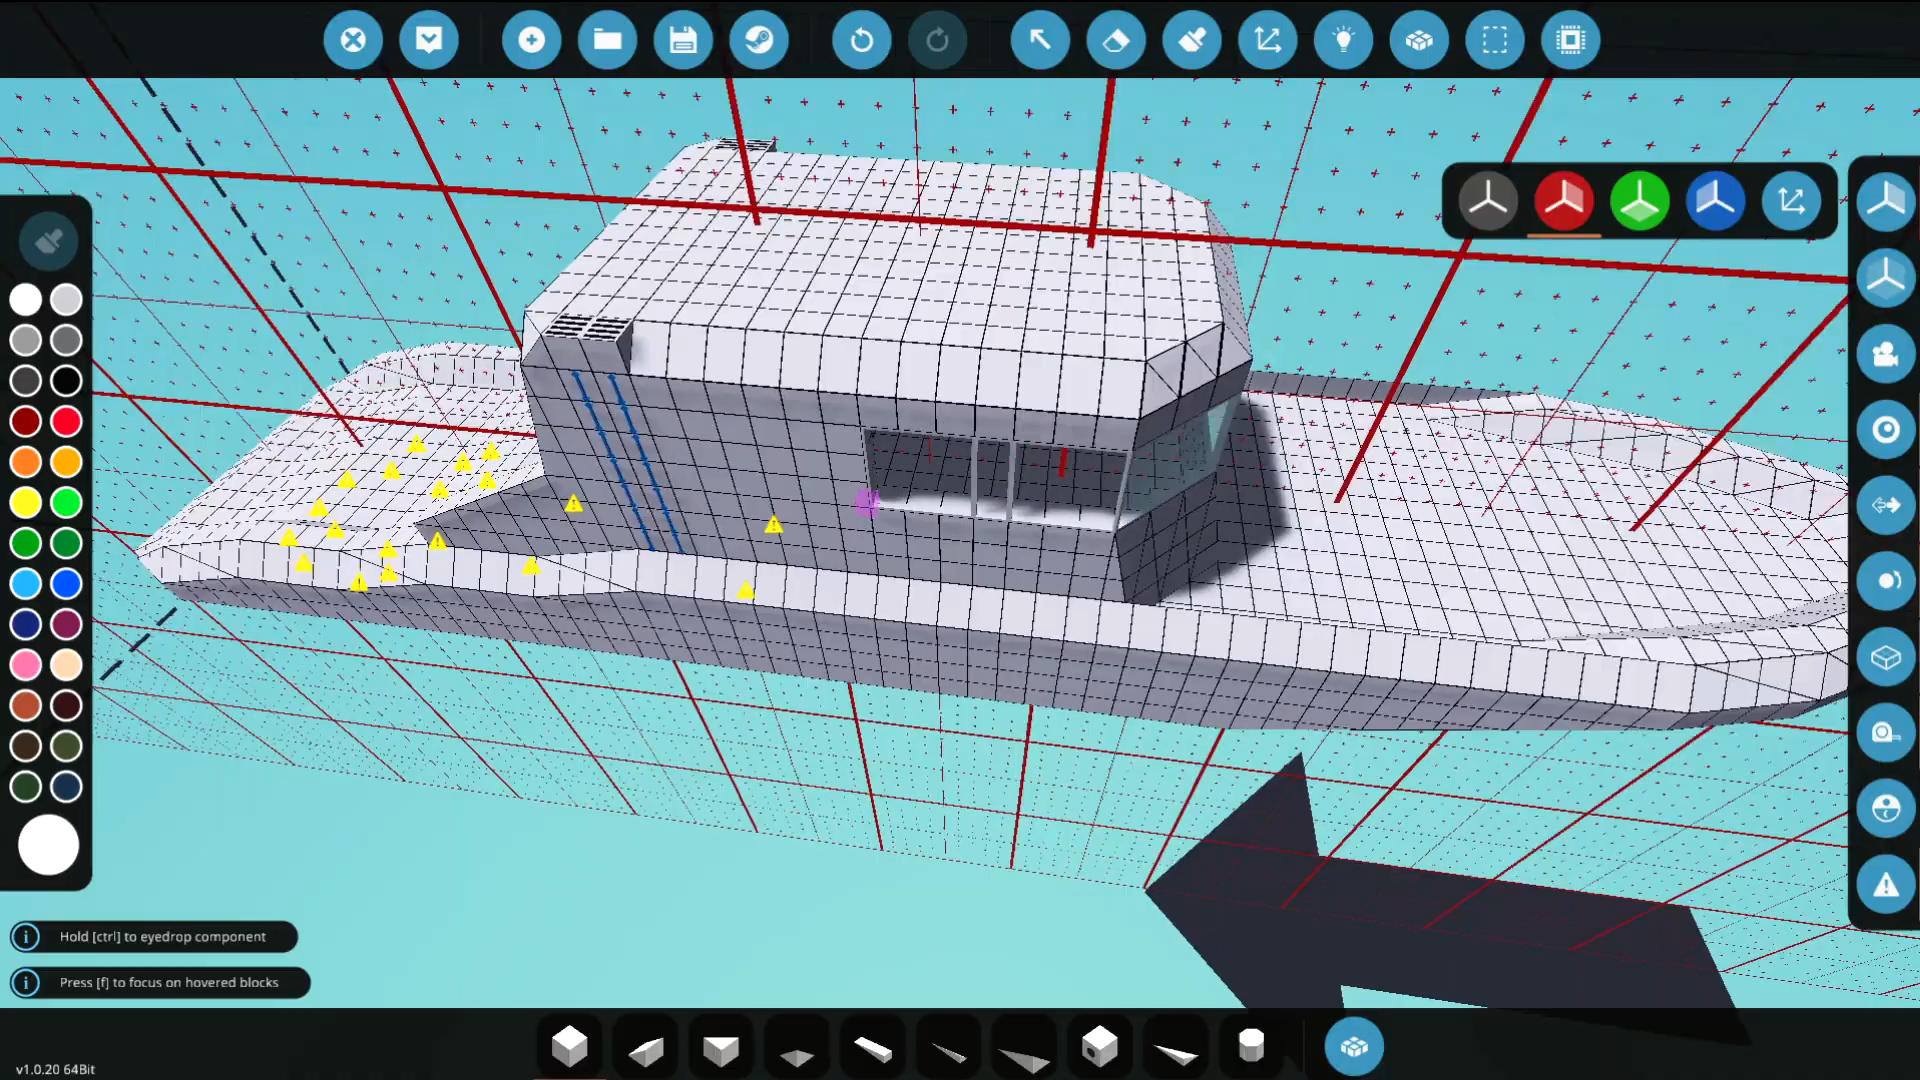 Hold [ctrl] to eyedrop component
Press [f] to focus on hovered blocks
v1.0.20 64Bit